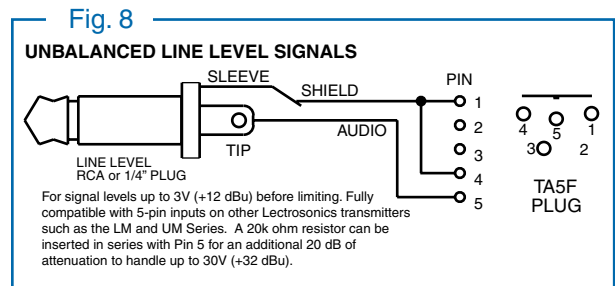 Fig. 8
UNBALANCED LINE LEVEL SIGNALS
SLEEVE
SHIELD
PIN
1
2
3
4
5
AUDIO
TIP
LINE LEVEL
RCA or 1/4" PLUG
4 5 1
3 2
TA5F
PLUG
For signal levels up to 3V (+12 dBu) before limiting. Fully
compatible with 5-pin inputs on other Lectrosonics transmitters
such as the LM and UM Series. A 20k ohm resistor can be
inserted in series with Pin 5 for an additional 20 dB of
attenuation to handle up to 30V (+32 dBu).